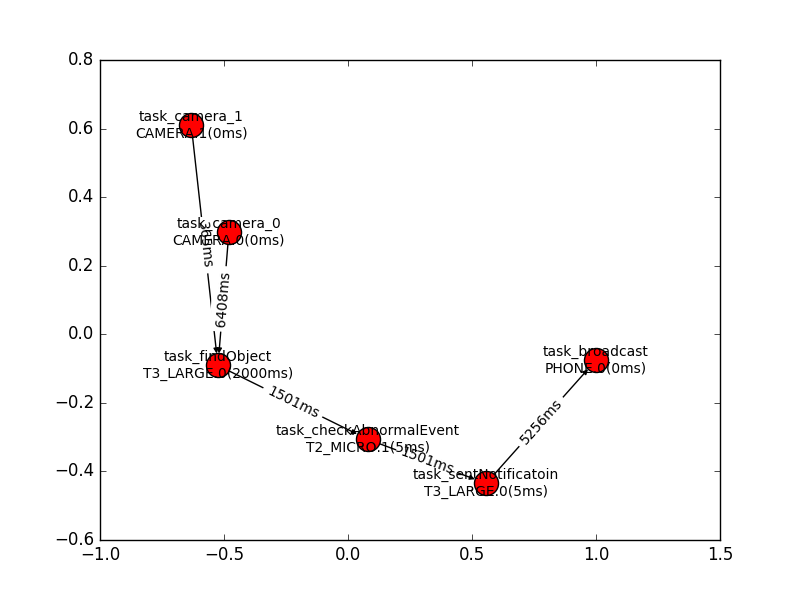 0.8
0.6
0.4
0.2
0.0
−0.2
−0.4
−0.6
−1.0
−0.5
0.0
0.5
1.0
1.5
task_camera_1
CAMERA.1(0ms)
task_camera_0
CAMERA.0(0ms)
6408ms
task_findObject
T3_LARGE.0(2000ms)
1501ms
task_checkAbnormalEvent
T2_MICRO.1(5ms)
1501ms
task_sentNotificatoin
T3_LARGE.0(5ms)
5256ms
task_broadcast
PHONE.0(0ms)